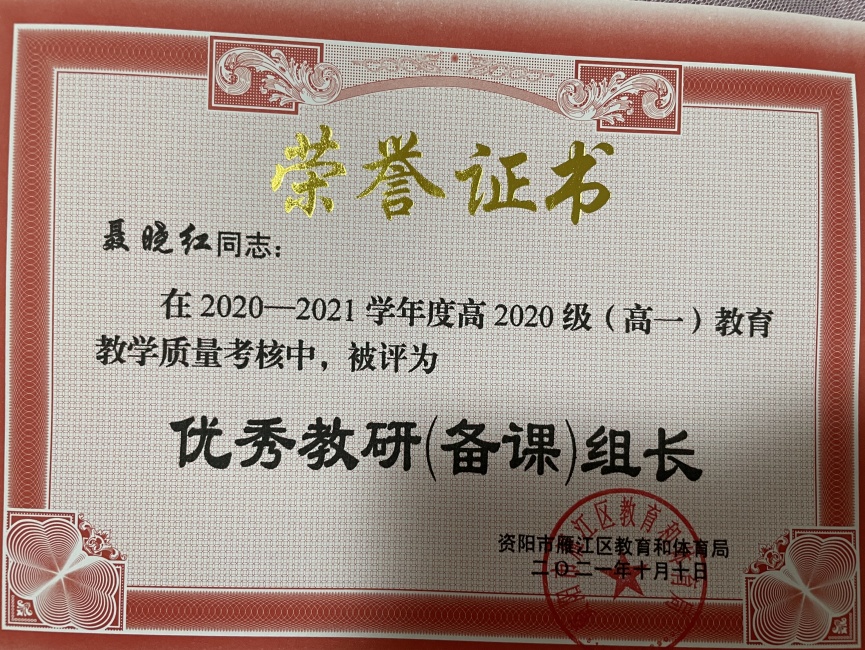 荣誉证书
聂晓红同志：
在2020—2021学年度高2020级（高一）教育
教学质量考核中，被评为
优秀教研(备课)组长
资阳市雁江区教育和体育局
二〇二一年十月十日